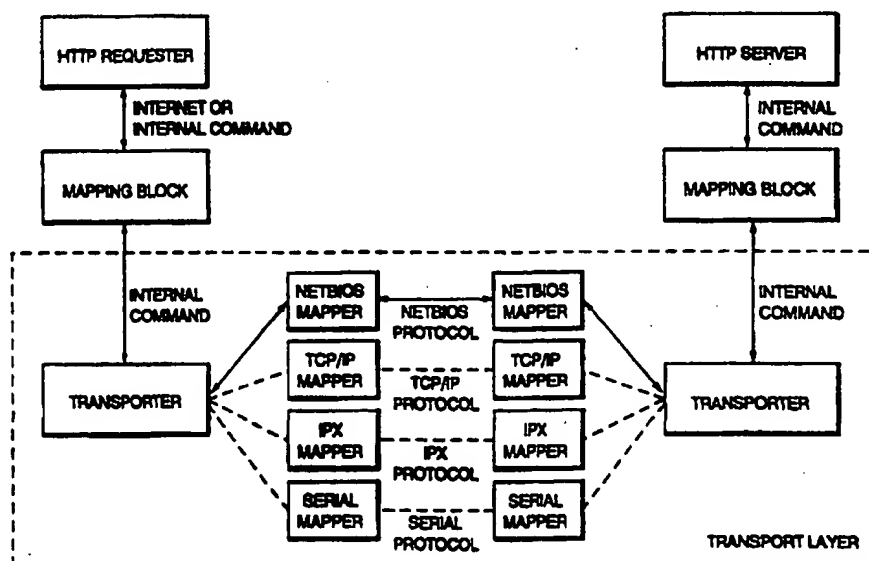 HTTP REQUESTER
HTTP SERVER
INTERNET OR
INTERNAL COMMAND
INTERNAL
COMMAND
MAPPING BLOCK
MAPPING BLOCK
INTERNAL
COMMAND
NETBIOS
MAPPER
NETBIOS
PROTOCOL
NETBIOS
MAPPER
INTERNAL
COMMAND
TRANSPORTER
TCP/IP
MAPPER
TCP/IP
PROTOCOL
TCP/IP
MAPPER
TRANSPORTER
IPX
MAPPER
IPX
PROTOCOL
IPX
MAPPER
SERIAL
MAPPER
SERIAL
PROTOCOL
SERIAL
MAPPER
TRANSPORT LAYER